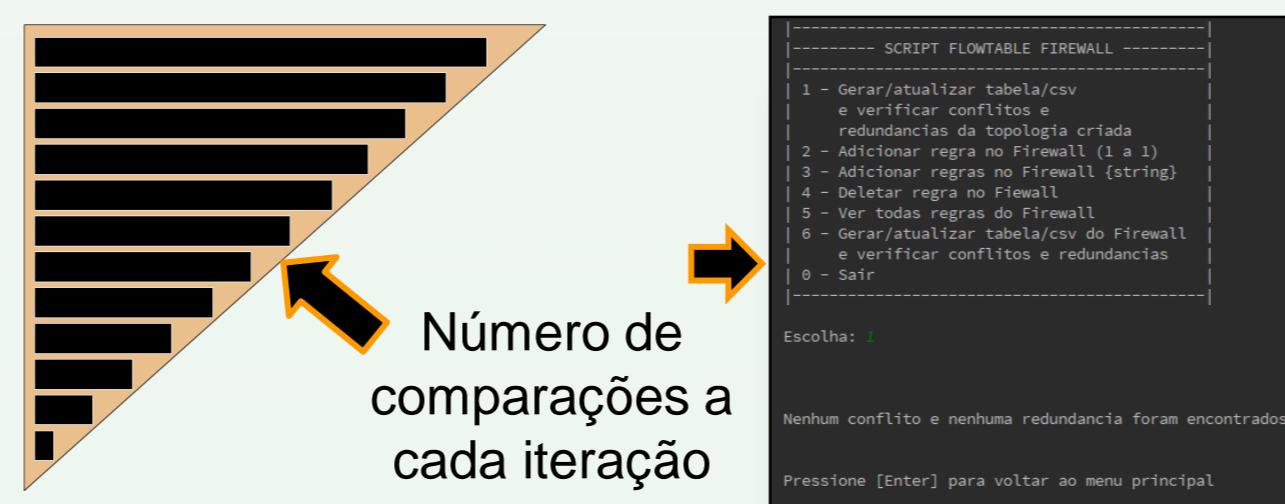 Número de
comparações a
cada iteração
|--------------------------------------------|
|--------- SCRIPT FLOWTABLE FIREWALL ---------|
|--------------------------------------------|
| 1 - Gerar/atualizar tabela/csv |
| e verificar conflitos e |
| redundancias da topologia criada |
| 2 - Adicionar regra no Firewall (1 a 1) |
| 3 - Adicionar regras no Firewall {string} |
| 4 - Deletar regra no Fiewall |
| 5 - Ver todas regras do Firewall |
| 6 - Gerar/atualizar tabela/csv do Firewall |
| e verificar conflitos e redundancias |
| 0 - Sair |
|--------------------------------------------|
Escolha: 1
Nenhum conflito e nenhuma redundancia foram encontrados
Pressione [Enter] para voltar ao menu principal